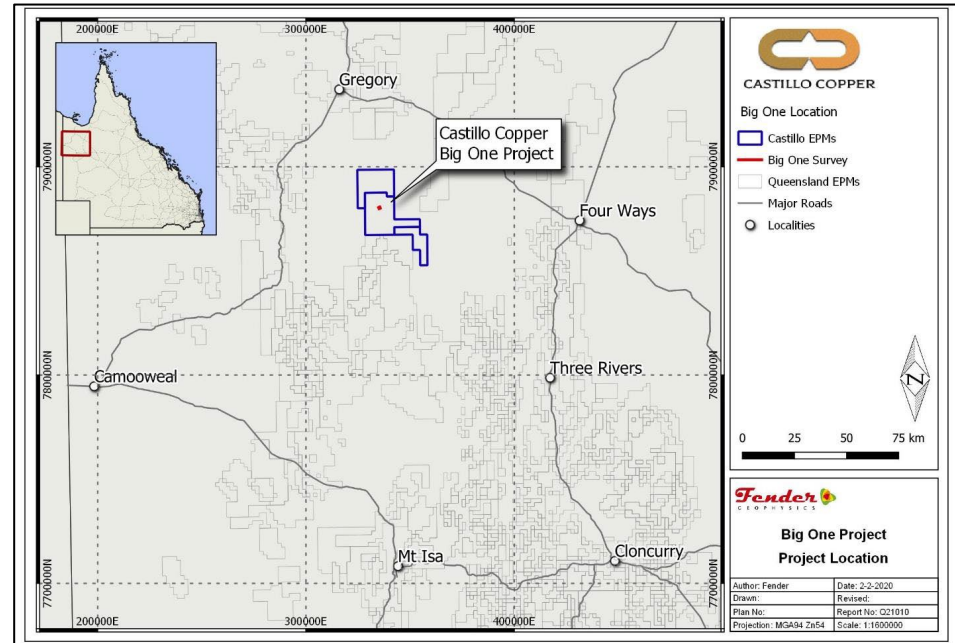 200000E
300000E
400000E
Gregory
Castillo Copper
Big One Project
7900000N
7900000N
Four Ways
Three Rivers
7800000N
7800000N
Camooweal
Mt Isa
Cloncurry
7700000N
7700000N
200000E
300000E
400000E
CASTILLO COPPER
Big One Location
Castillo EPMs
Big One Survey
Queensland EPMs
Major Roads
Localities
N
0 25 50 75 km
Fender
GEOPHYSICS
Big One Project
Project Location
Author: Fender
Date: 2-2-2020
Drawn:
Revised:
Plan No:
Report No: Q21010
Projection: MGA94 Zn54
Scale: 1:1600000